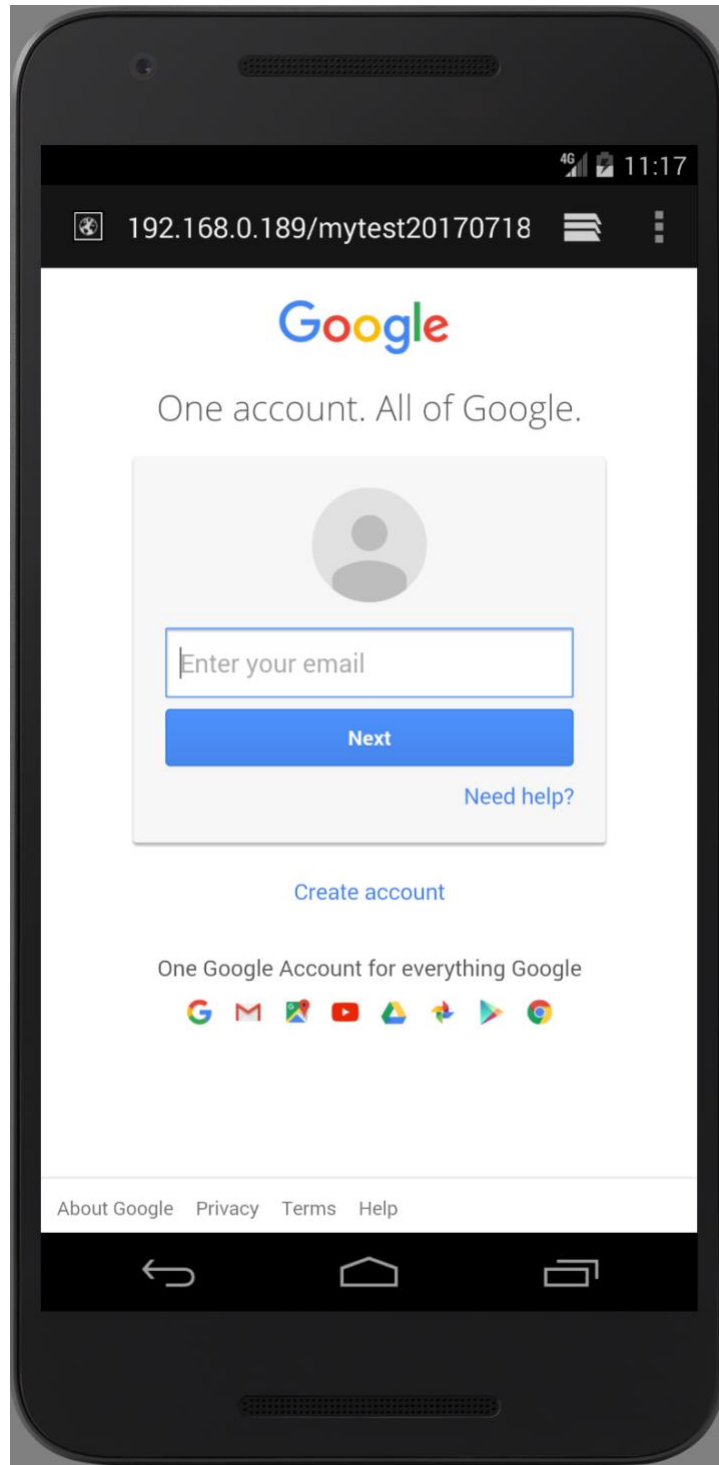 4G 11:17
192.168.0.189/mytest20170718
Google
One account. All of Google.
Enter your email
Next
Need help?
Create account
One Google Account for everything Google
About Google Privacy Terms Help